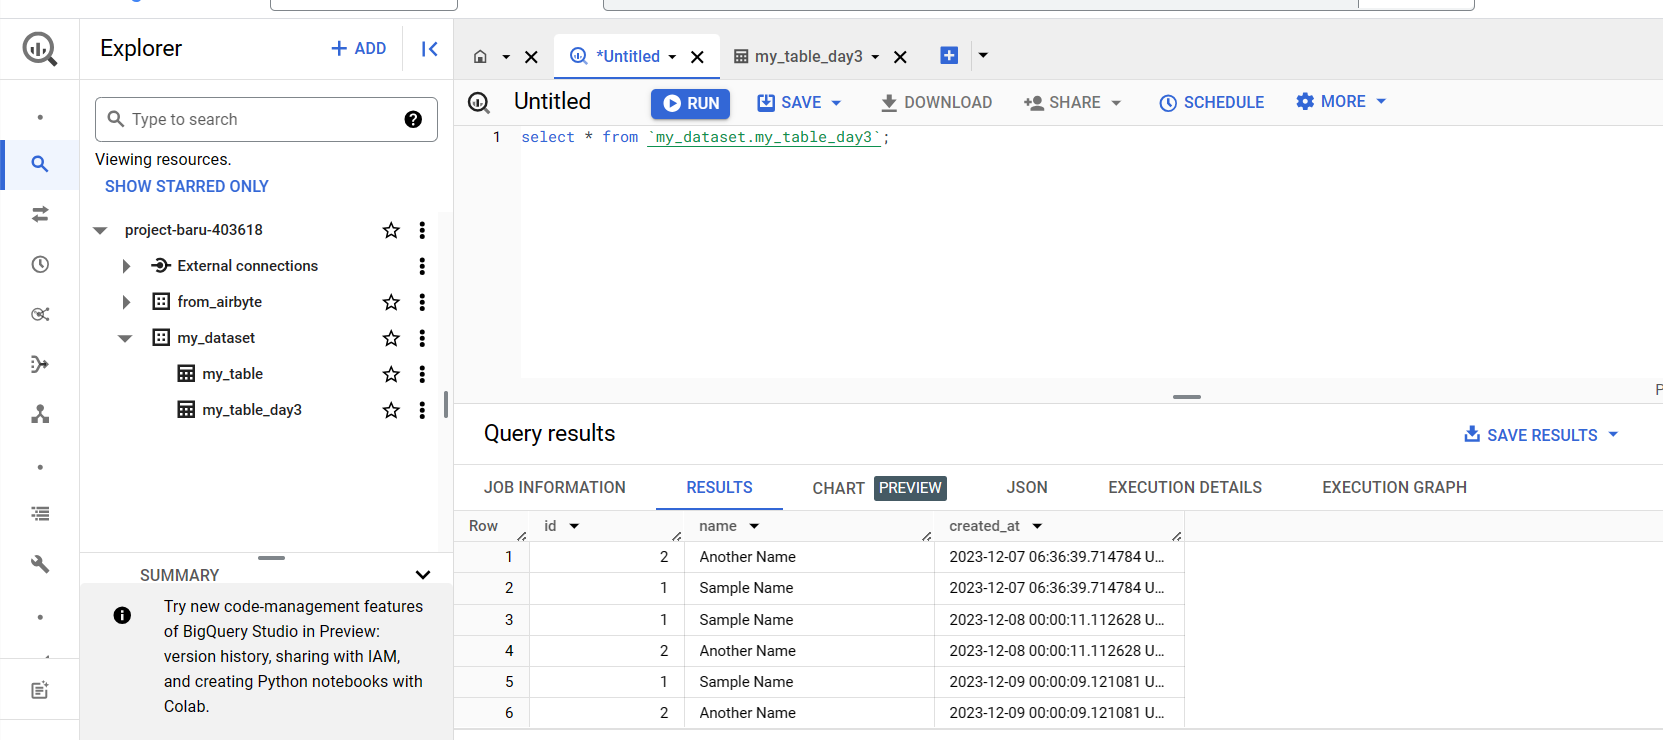 Explorer
+ ADD
Type to search
Viewing resources.
SHOW STARRED ONLY
project-baru-403618
External connections
from_airbyte
my_dataset
my_table
my_table_day3
SUMMARY
Try new code-management features
of BigQuery Studio in Preview:
version history, sharing with IAM,
and creating Python notebooks with
Colab.
*Untitled
my_table_day3
Untitled
RUN
SAVE
DOWNLOAD
SHARE
SCHEDULE
MORE
1 select * from `my_dataset.my_table_day3`;
Query results
SAVE RESULTS
JOB INFORMATION
RESULTS
CHART PREVIEW
JSON
EXECUTION DETAILS
EXECUTION GRAPH
Row id name created_at
1 2 Another Name 2023-12-07 06:36:39.714784 U...
2 1 Sample Name 2023-12-07 06:36:39.714784 U...
3 1 Sample Name 2023-12-08 00:00:11.112628 U...
4 2 Another Name 2023-12-08 00:00:11.112628 U...
5 1 Sample Name 2023-12-09 00:00:09.121081 U...
6 2 Another Name 2023-12-09 00:00:09.121081 U...